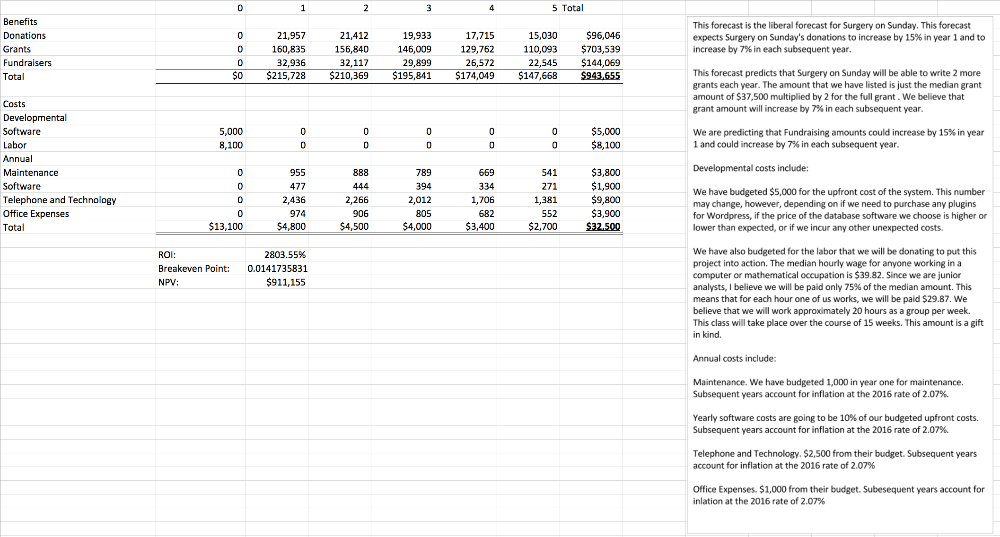 0 1 2 3 4 5 Total
Benefits
Donations 0 21,957 21,412 19,933 17,715 15,030 $96,046
Grants 0 160,835 156,840 146,009 129,762 110,093 $703,539
Fundraisers 0 32,936 32,117 29,899 26,572 22,545 $144,069
Total $0 $215,728 $210,369 $195,841 $174,049 $147,668 $943,655
Costs
Developmental
Software 5,000 0 0 0 0 0 $5,000
Labor 8,100 0 0 0 0 0 $8,100
Annual
Maintenance 0 955 888 789 669 541 $3,800
Software 0 477 444 394 334 271 $1,900
Telephone and Technology 0 2,436 2,266 2,012 1,706 1,381 $9,800
Office Expenses 0 974 906 805 682 552 $3,900
Total $13,100 $4,800 $4,500 $4,000 $3,400 $2,700 $32,500
ROI: 2803.55%
Breakeven Point: 0.0141735831
NPV: $911,155
This forecast is the liberal forecast for Surgery on Sunday. This forecast
expects Surgery on Sunday's donations to increase by 15% in year 1 and to
increase by 7% in each subsequent year.
This forecast predicts that Surgery on Sunday will be able to write 2 more
grants each year. The amount that we have listed is just the median grant
amount of $37,500 multiplied by 2 for the full grant . We believe that
grant amount will increase by 7% in each subsequent year.
We are predicting that Fundraising amounts could increase by 15% in year
1 and could increase by 7% in each subsequent year.
Developmental costs include:
We have budgeted $5,000 for the upfront cost of the system. This number
may change, however, depending on if we need to purchase any plugins
for Wordpress, if the price of the database software we choose is higher or
lower than expected, or if we incur any other unexpected costs.
We have also budgeted for the labor that we will be donating to put this
project into action. The median hourly wage for anyone working in a
computer or mathematical occupation is $39.82. Since we are junior
analysts, I believe we will be paid only 75% of the median amount. This
means that for each hour one of us works, we will be paid $29.87. We
believe that we will work approximately 20 hours as a group per week.
This class will take place over the course of 15 weeks. This amount is a gift
in kind.
Annual costs include:
Maintenance. We have budgeted 1,000 in year one for maintenance.
Subsequent years account for inflation at the 2016 rate of 2.07%.
Yearly software costs are going to be 10% of our budgeted upfront costs.
Subsequent years account for inflation at the 2016 rate of 2.07%.
Telephone and Technology. $2,500 from their budget. Subsequent years
account for inflation at the 2016 rate of 2.07%
Office Expenses. $1,000 from their budget. Subesequent years account for
inlation at the 2016 rate of 2.07%